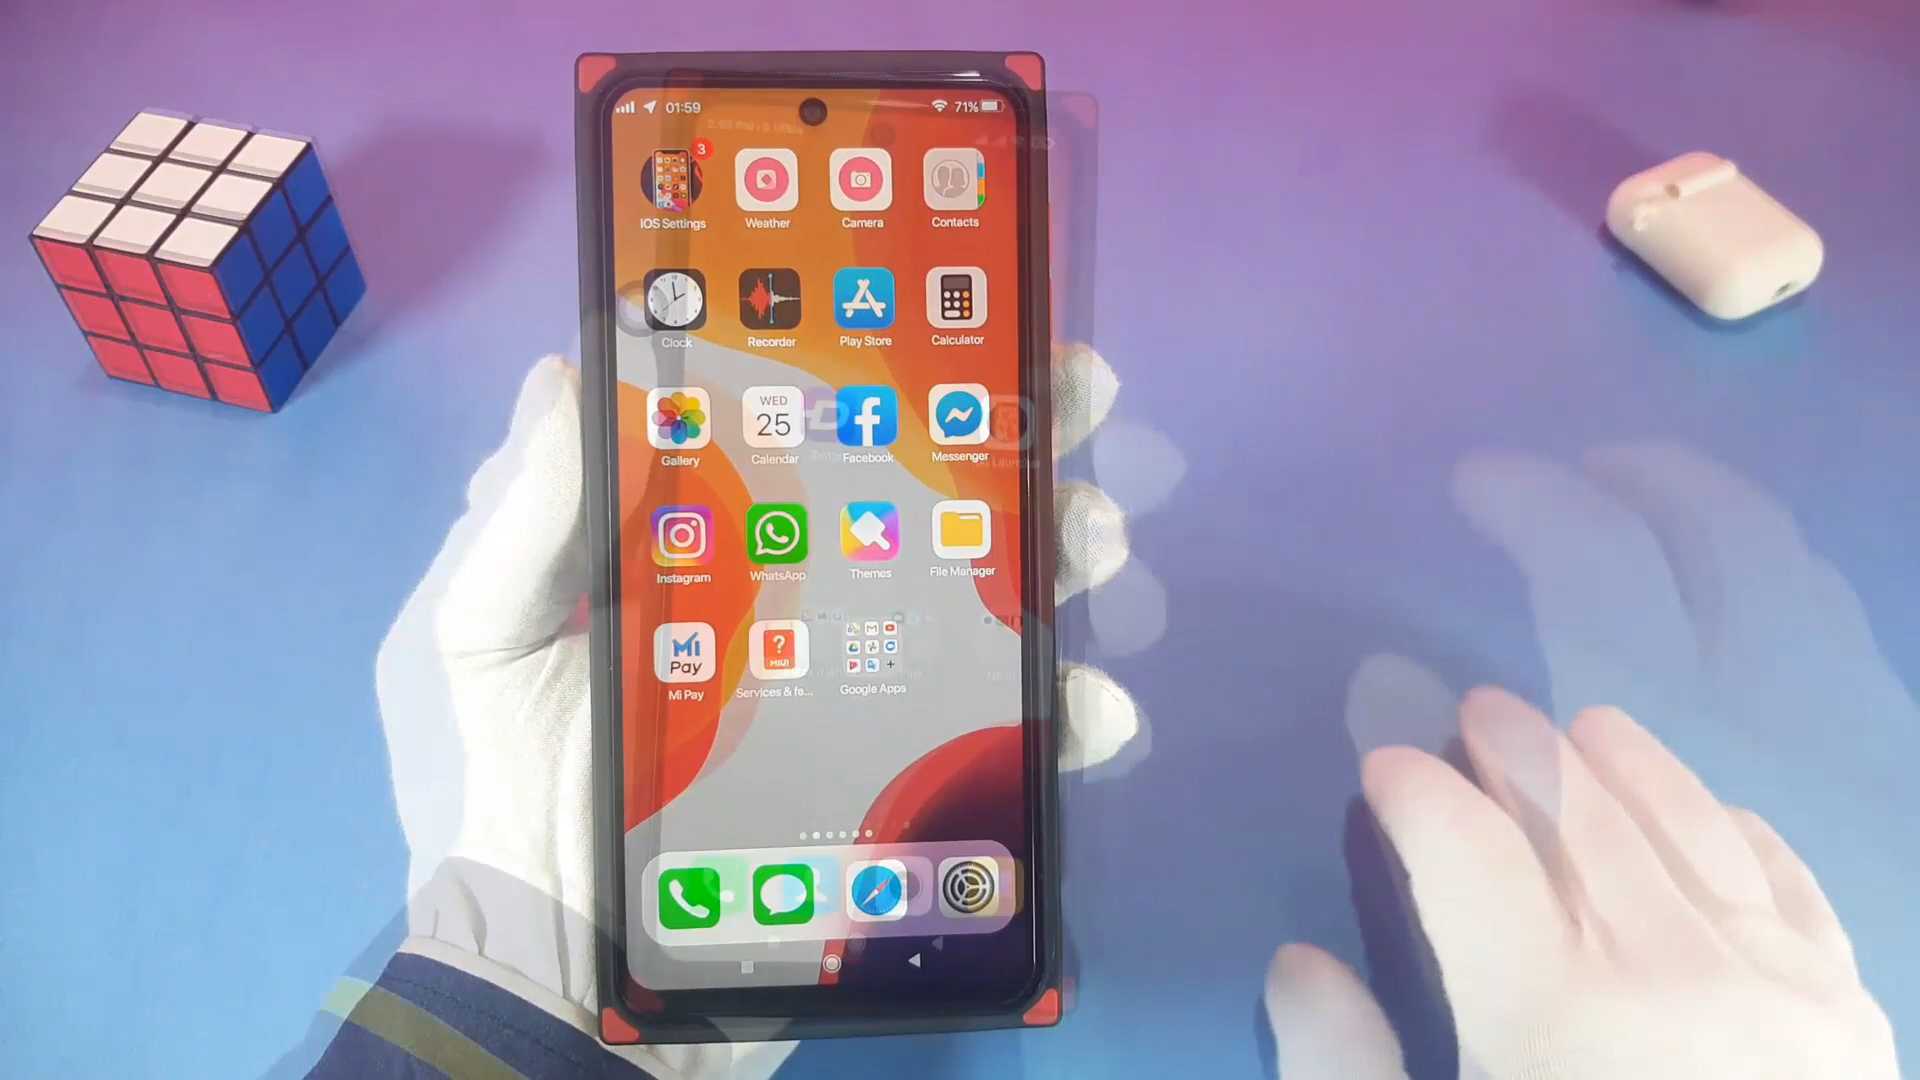 01:59 71%
3
iOS Settings Weather Camera Contacts
Clock Recorder Play Store Calculator
WED
25
Gallery Calendar Facebook Messenger
Instagram WhatsApp Themes File Manager
Mi
Pay
?
MIUI
Mi Pay Services & fe... Google Apps